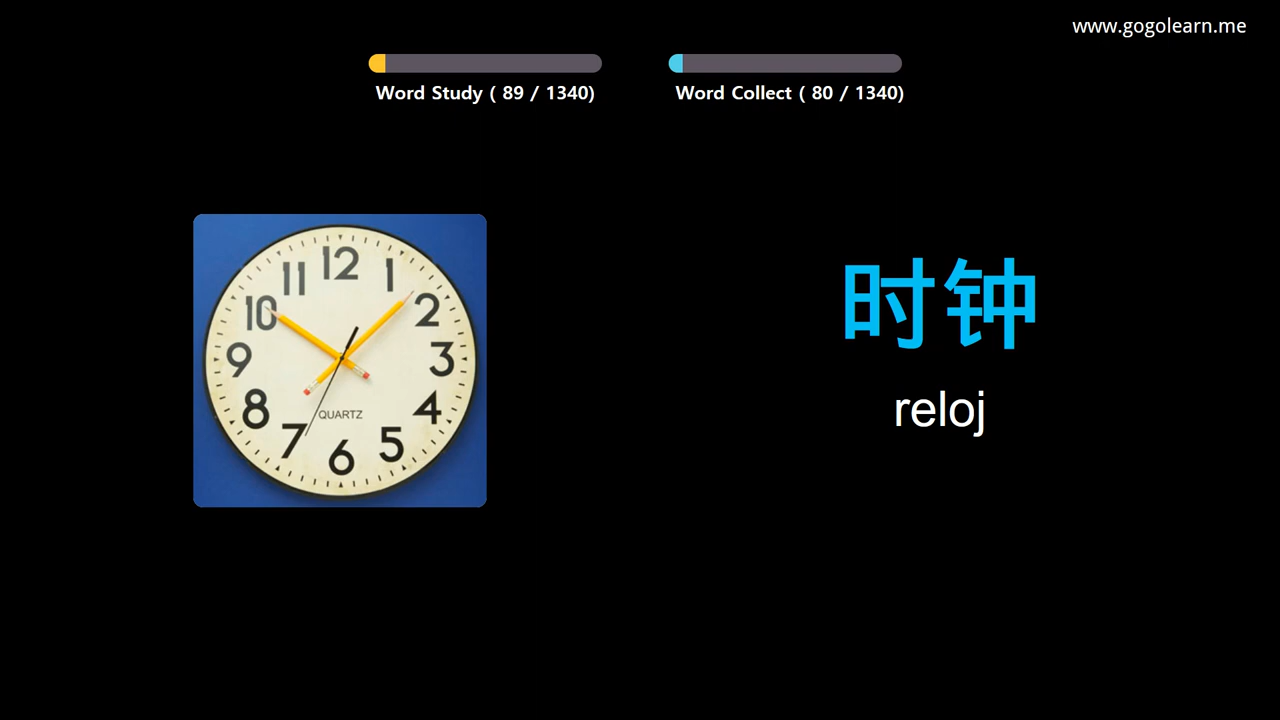 www.gogolearn.me
Word Study ( 89 / 1340)
Word Collect ( 80 / 1340)
12
11
1
10
2
9
3
8
4
QUARTZ
7
5
6
时钟
reloj